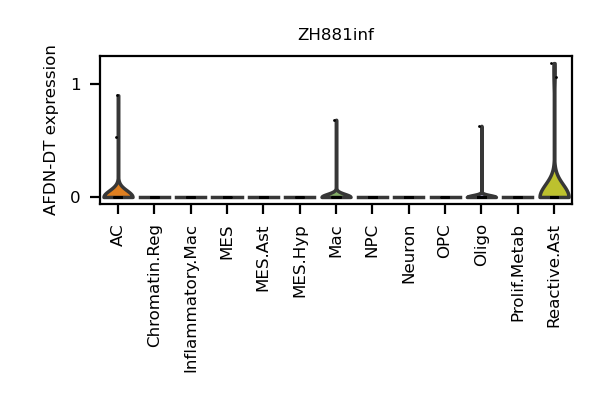 ZH881inf
AFDN-DT expression
1
0
AC
Chromatin.Reg
Inflammatory.Mac
MES
MES.Ast
MES.Hyp
Mac
NPC
Neuron
OPC
Oligo
Prolif.Metab
Reactive.Ast